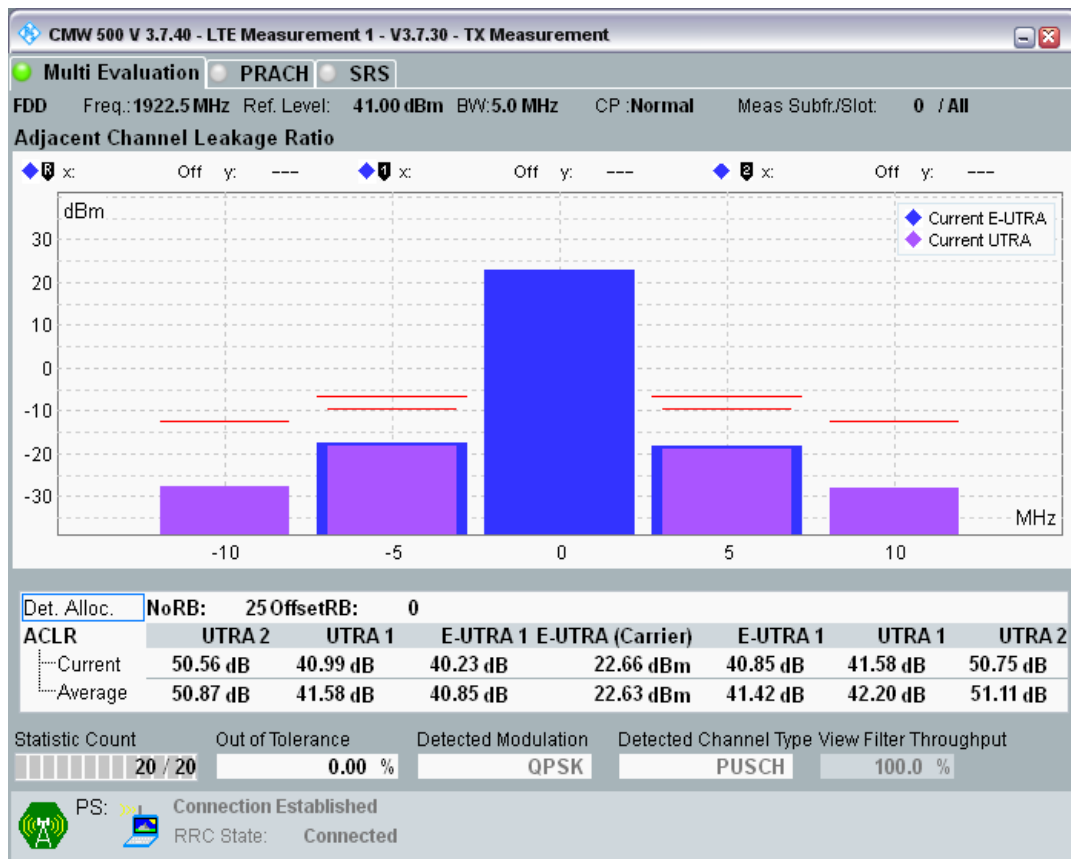 CMW 500 V 3.7.40 - LTE Measurement 1 - V3.7.30 - TX Measurement
Multi Evaluation PRACH SRS
FDD Freq.:1922.5 MHz Ref. Level: 41.00 dBm BW:5.0 MHz CP :Normal Meas Subfr./Slot: 0 / All
Adjacent Channel Leakage Ratio
R x: Off y: --- 1 x: Off y: --- 2 x: Off y: ---
dBm
Current E-UTRA
Current UTRA
30
20
10
0
-10
-20
-30
MHz
-10 -5 0 5 10
Det. Alloc. NoRB: 25 OffsetRB: 0
ACLR UTRA 2 UTRA 1 E-UTRA 1 E-UTRA (Carrier) E-UTRA 1 UTRA 1 UTRA 2
Current 50.56 dB 40.99 dB 40.23 dB 22.66 dBm 40.85 dB 41.58 dB 50.75 dB
Average 50.87 dB 41.58 dB 40.85 dB 22.63 dBm 41.42 dB 42.20 dB 51.11 dB
Statistic Count Out of Tolerance Detected Modulation Detected Channel Type View Filter Throughput
20 / 20 0.00 % QPSK PUSCH 100.0 %
PS: Connection Established
RRC State: Connected